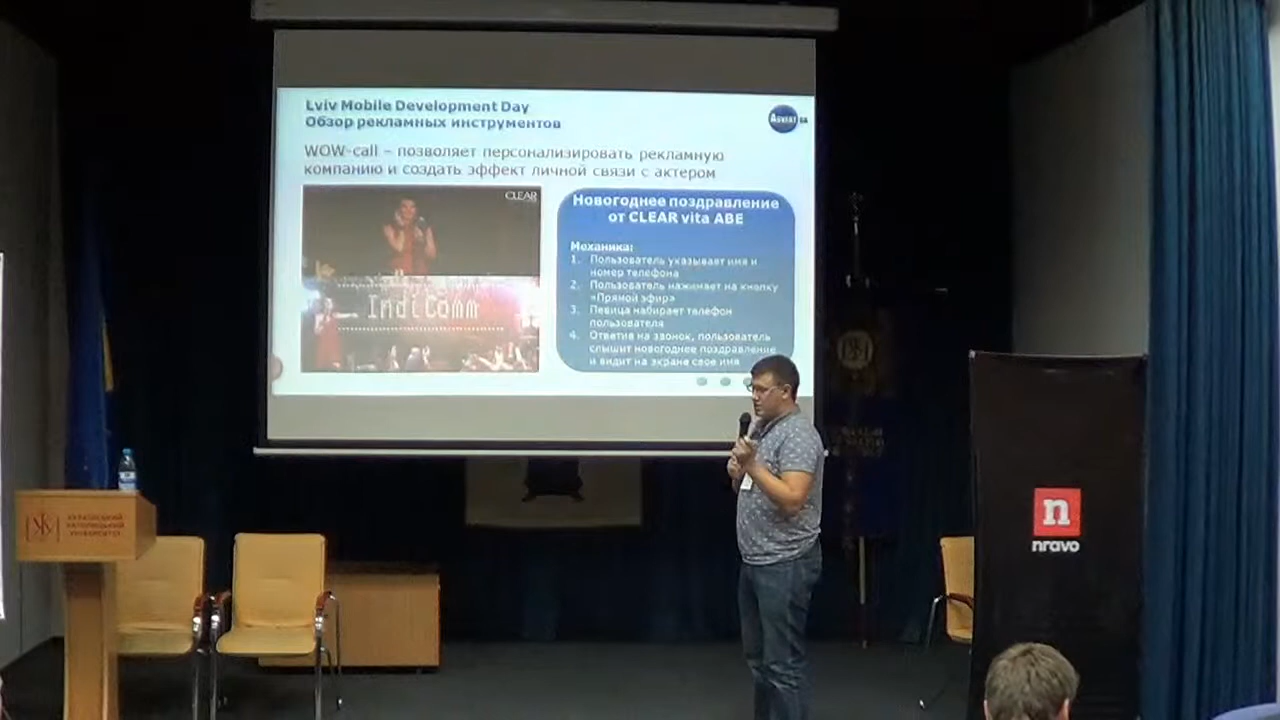 Lviv Mobile Development Day
Обзор рекламных инструментов
WOW-call – позволяет персонализировать рекламную
компанию и создать эффект личной связи с актером
CLEAR
IndiComm
Новогоднее поздравление
от CLEAR vita ABE
Механика:
1. Пользователь указывает имя и
номер телефона
2. Пользователь нажимает на кнопку
«Прямой эфир»
3. Певица набирает телефон
пользователя
4. Ответив на звонок, пользователь
слышит новогоднее поздравление
и видит на экране свое имя
УКРАЇНСЬКИЙ
КАТОЛИЦЬКИЙ
УНІВЕРСИТЕТ
n
nravo